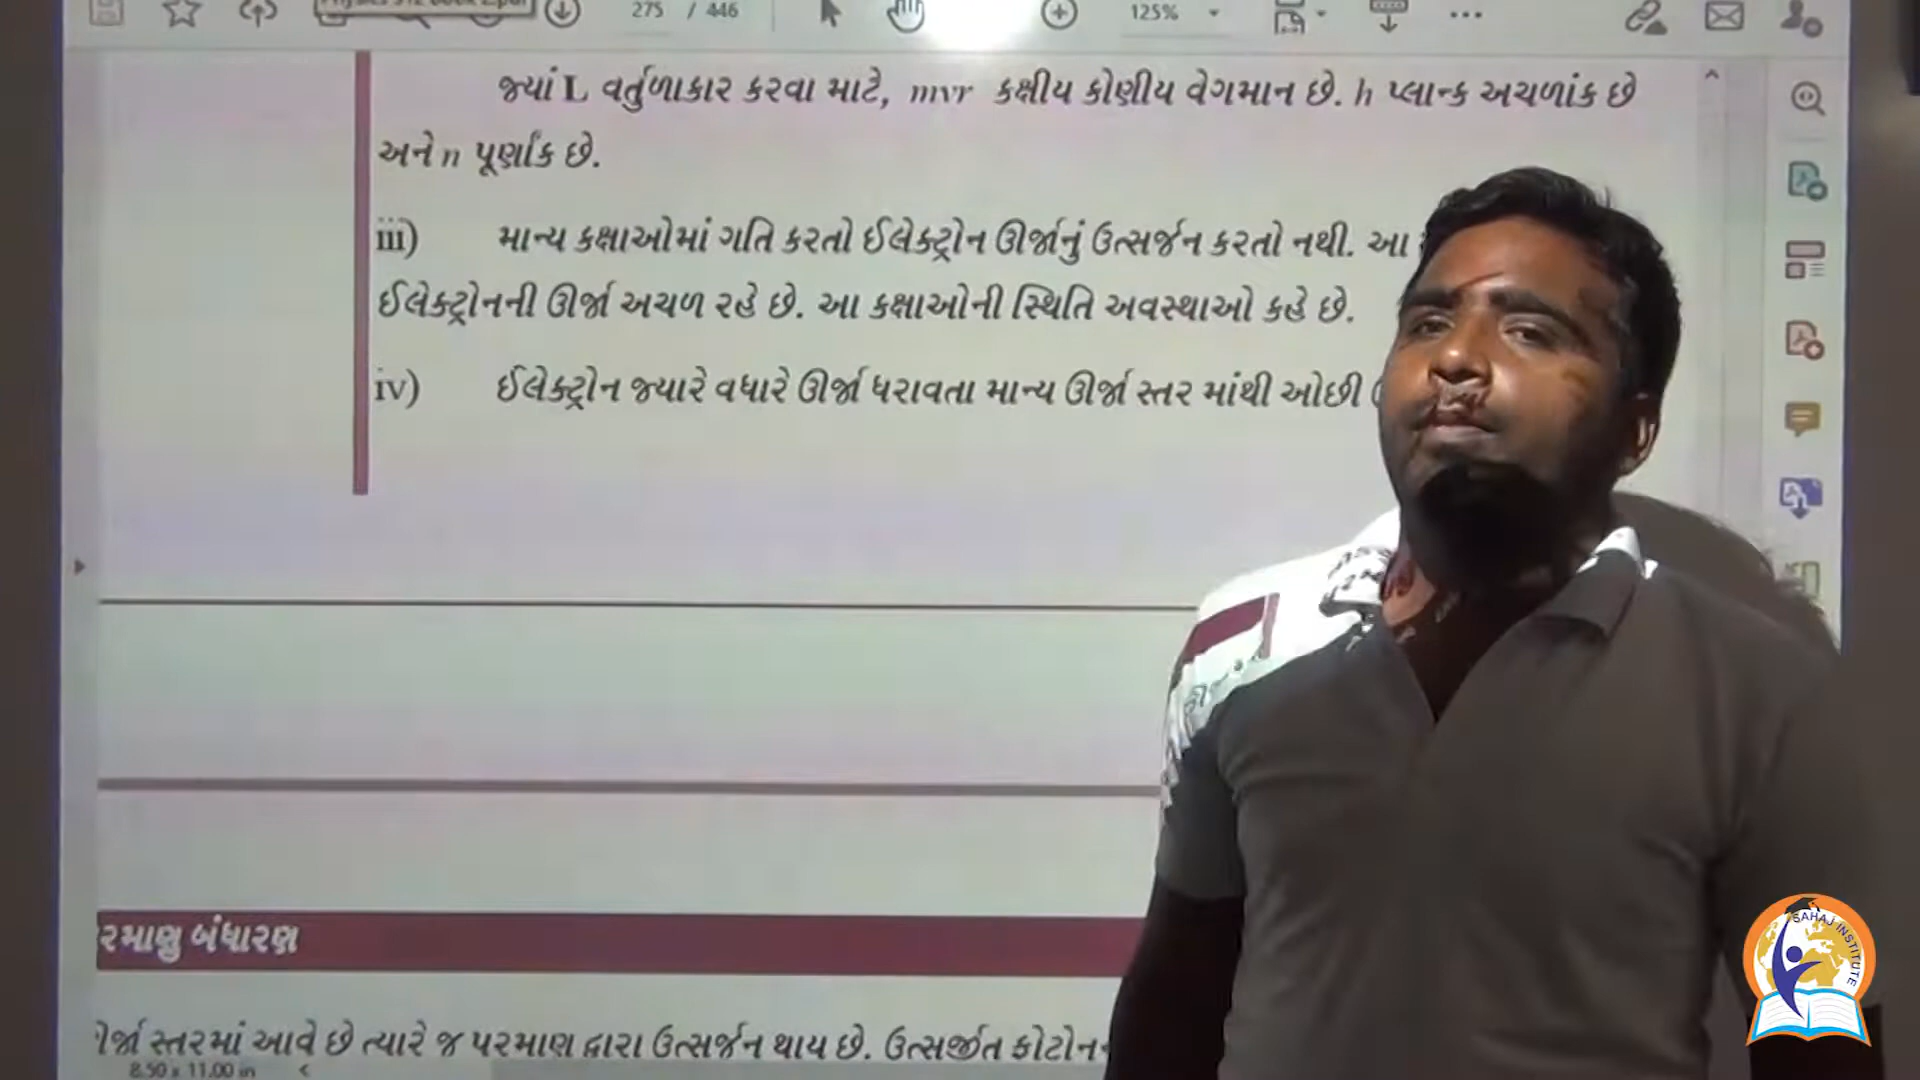 275 / 446 125%
જ્યાં L વર્તુળાકાર કરવા માટે, mvr કક્ષીય કોણીય વેગમાન છે. h પ્લાન્ક અચળાંક છે
અને n પૂર્ણાંક છે.
iii) માન્ય કક્ષાઓમાં ગતિ કરતો ઈલેક્ટ્રોન ઊર્જાનું ઉત્સર્જન કરતો નથી. આ
ઈલેક્ટ્રોનની ઊર્જા અચળ રહે છે. આ કક્ષાઓની સ્થિતિ અવસ્થાઓ કહે છે.
iv) ઈલેક્ટ્રોન જ્યારે વધારે ઊર્જા ધરાવતા માન્ય ઊર્જા સ્તર માંથી ઓછી
રમાણુ બંધારણ
સ્તરમાં આવે છે ત્યારે જ પરમાણ દ્વારા ઉત્સર્જન થાય છે. ઉત્સર્જીત
8.50 x 11.00 in
SAHAJ INSTITUTE